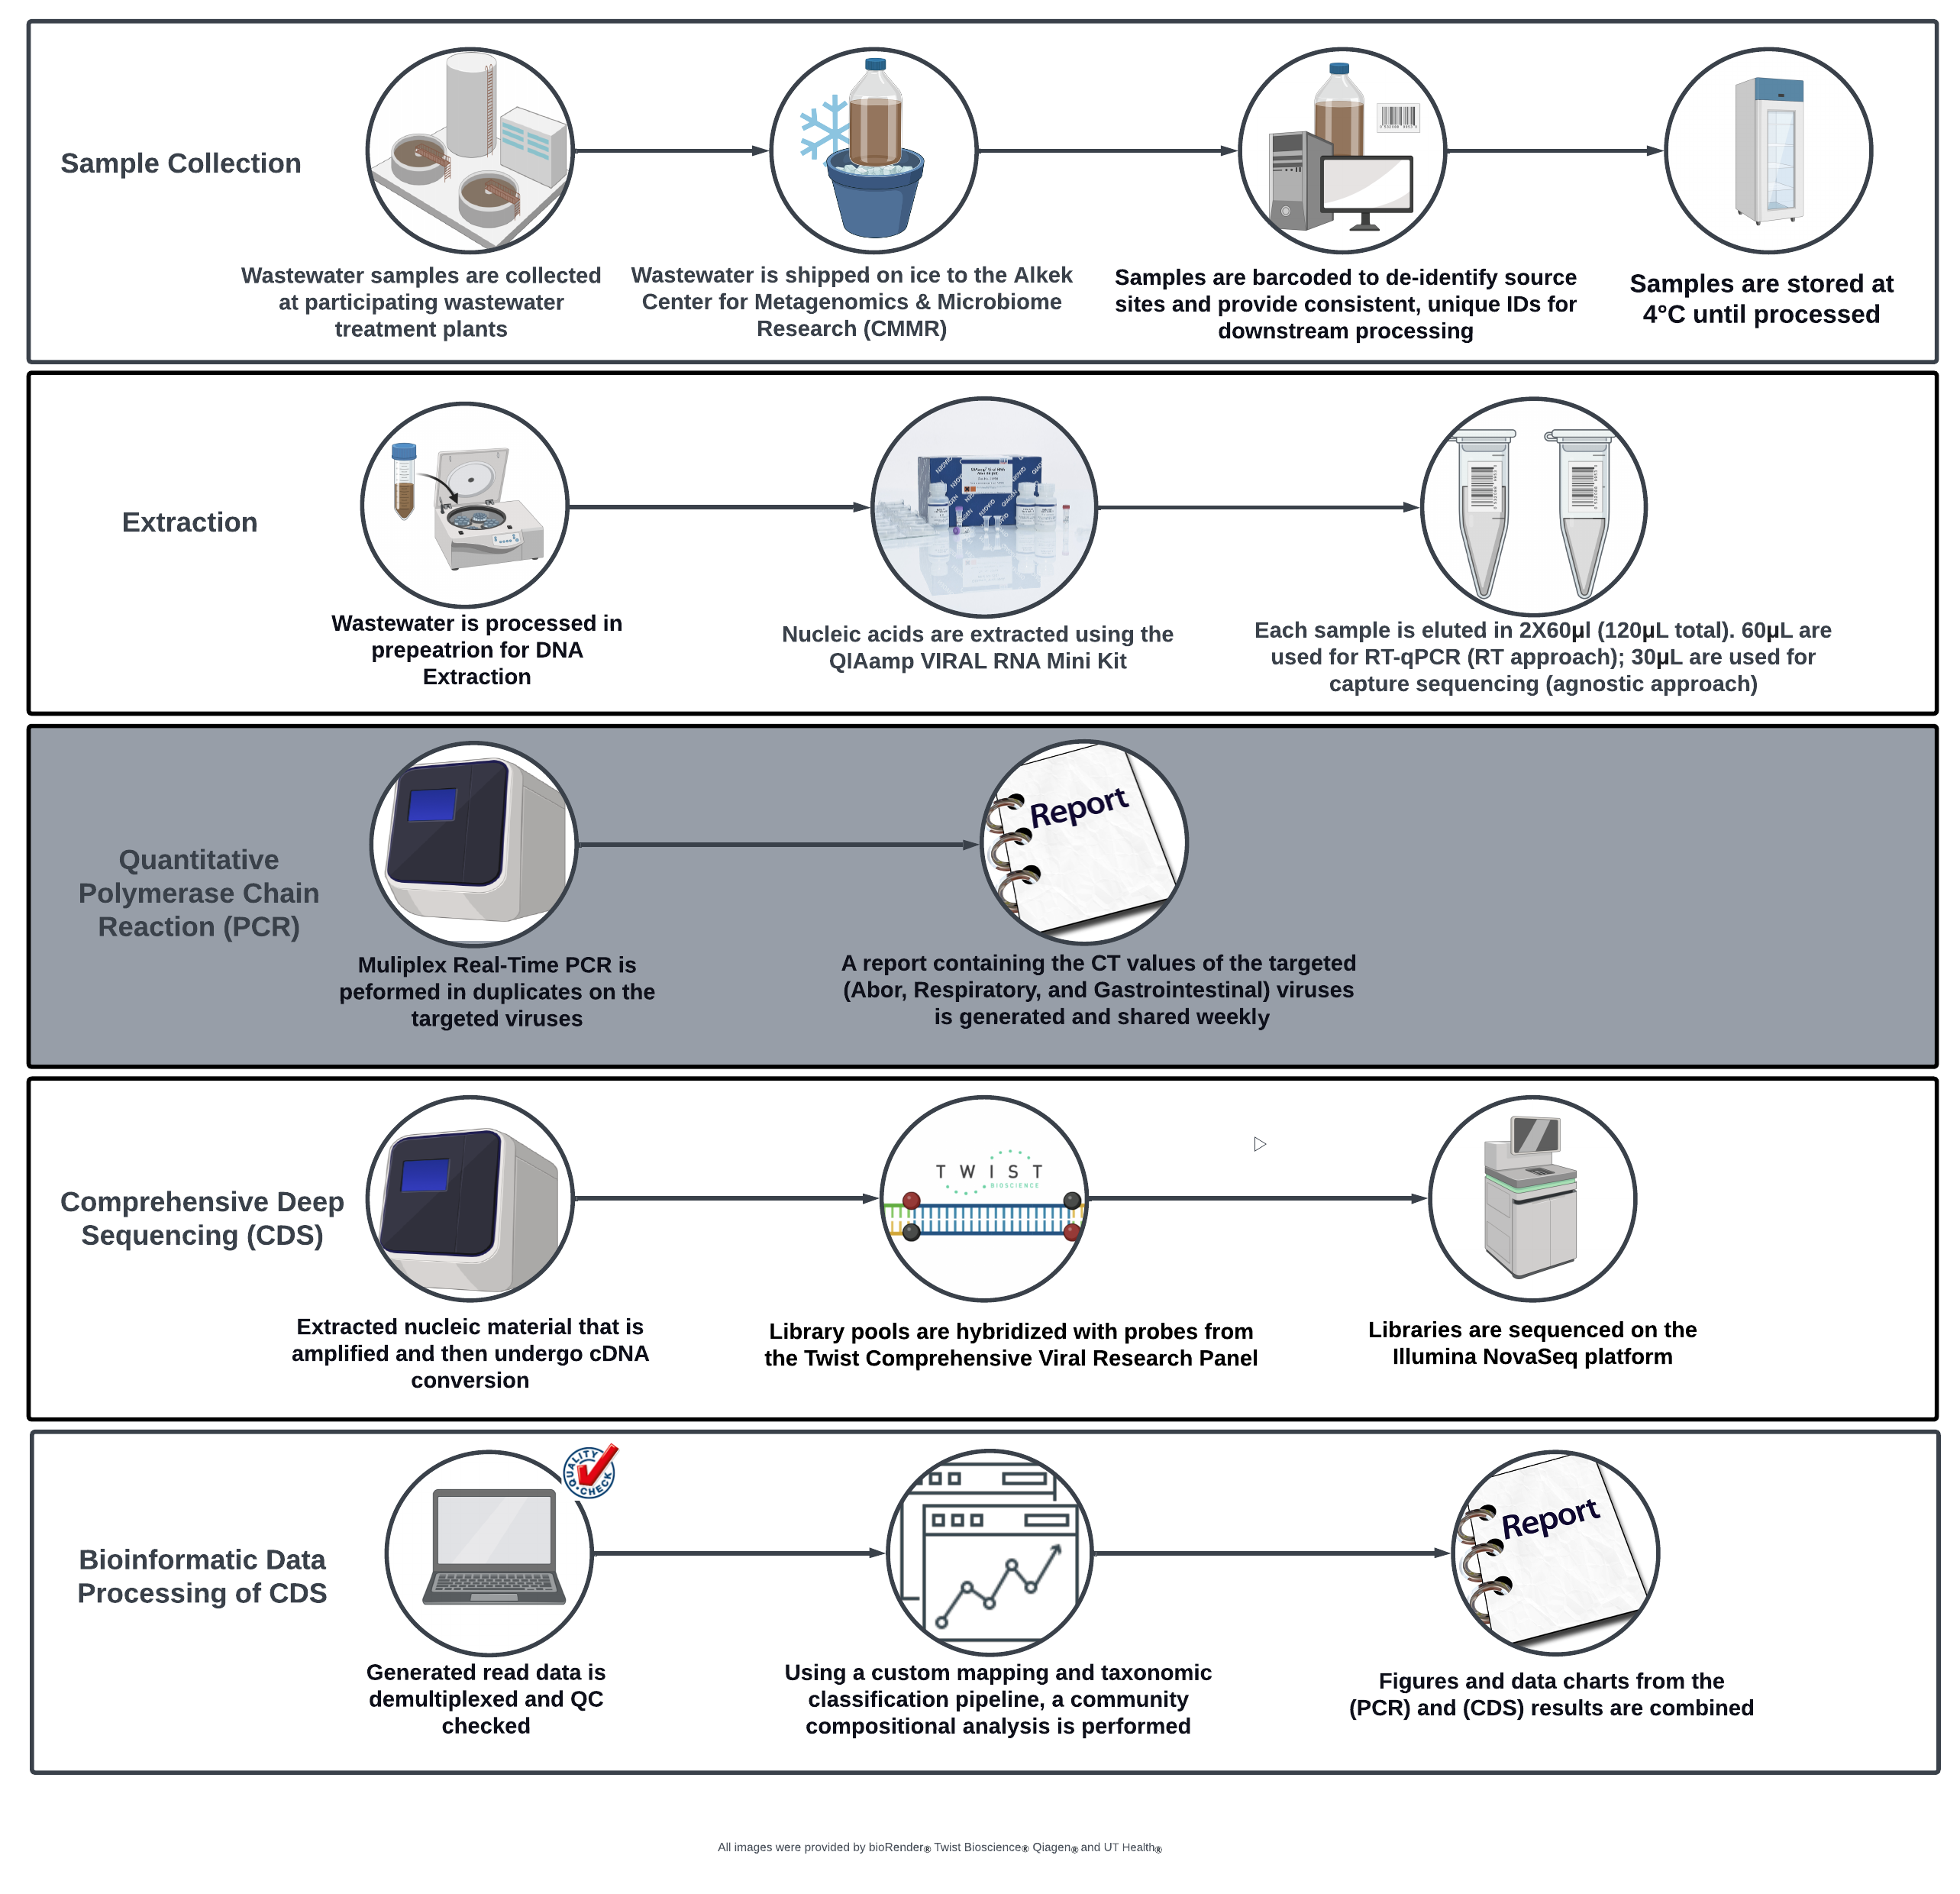 Sample Collection
Wastewater samples are collected
at participating wastewater
treatment plants
Wastewater is shipped on ice to the Alkek
Center for Metagenomics & Microbiome
Research (CMMR)
Samples are barcoded to de-identify source
sites and provide consistent, unique IDs for
downstream processing
Samples are stored at
4°C until processed
Extraction
QIAGEN
Wastewater is processed in
prepeatrion for DNA
Extraction
Nucleic acids are extracted using the
QIAamp VIRAL RNA Mini Kit
Each sample is eluted in 2X60µl (120µL total). 60µL are
used for RT-qPCR (RT approach); 30µL are used for
capture sequencing (agnostic approach)
Quantitative
Polymerase Chain
Reaction (PCR)
Report
Muliplex Real-Time PCR is
peformed in duplicates on the
targeted viruses
A report containing the CT values of the targeted
(Abor, Respiratory, and Gastrointestinal) viruses
is generated and shared weekly
Comprehensive Deep
Sequencing (CDS)
TWIST
BIOSCIENCE
Extracted nucleic material that is
amplified and then undergo cDNA
conversion
Library pools are hybridized with probes from
the Twist Comprehensive Viral Research Panel
Libraries are sequenced on the
Illumina NovaSeq platform
Bioinformatic Data
Processing of CDS
QUALITY
CHECK
Report
Generated read data is
demultiplexed and QC
checked
Using a custom mapping and taxonomic
classification pipeline, a community
compositional analysis is performed
Figures and data charts from the
(PCR) and (CDS) results are combined
All images were provided by bioRender® Twist Bioscience® Qiagen® and UT Health®